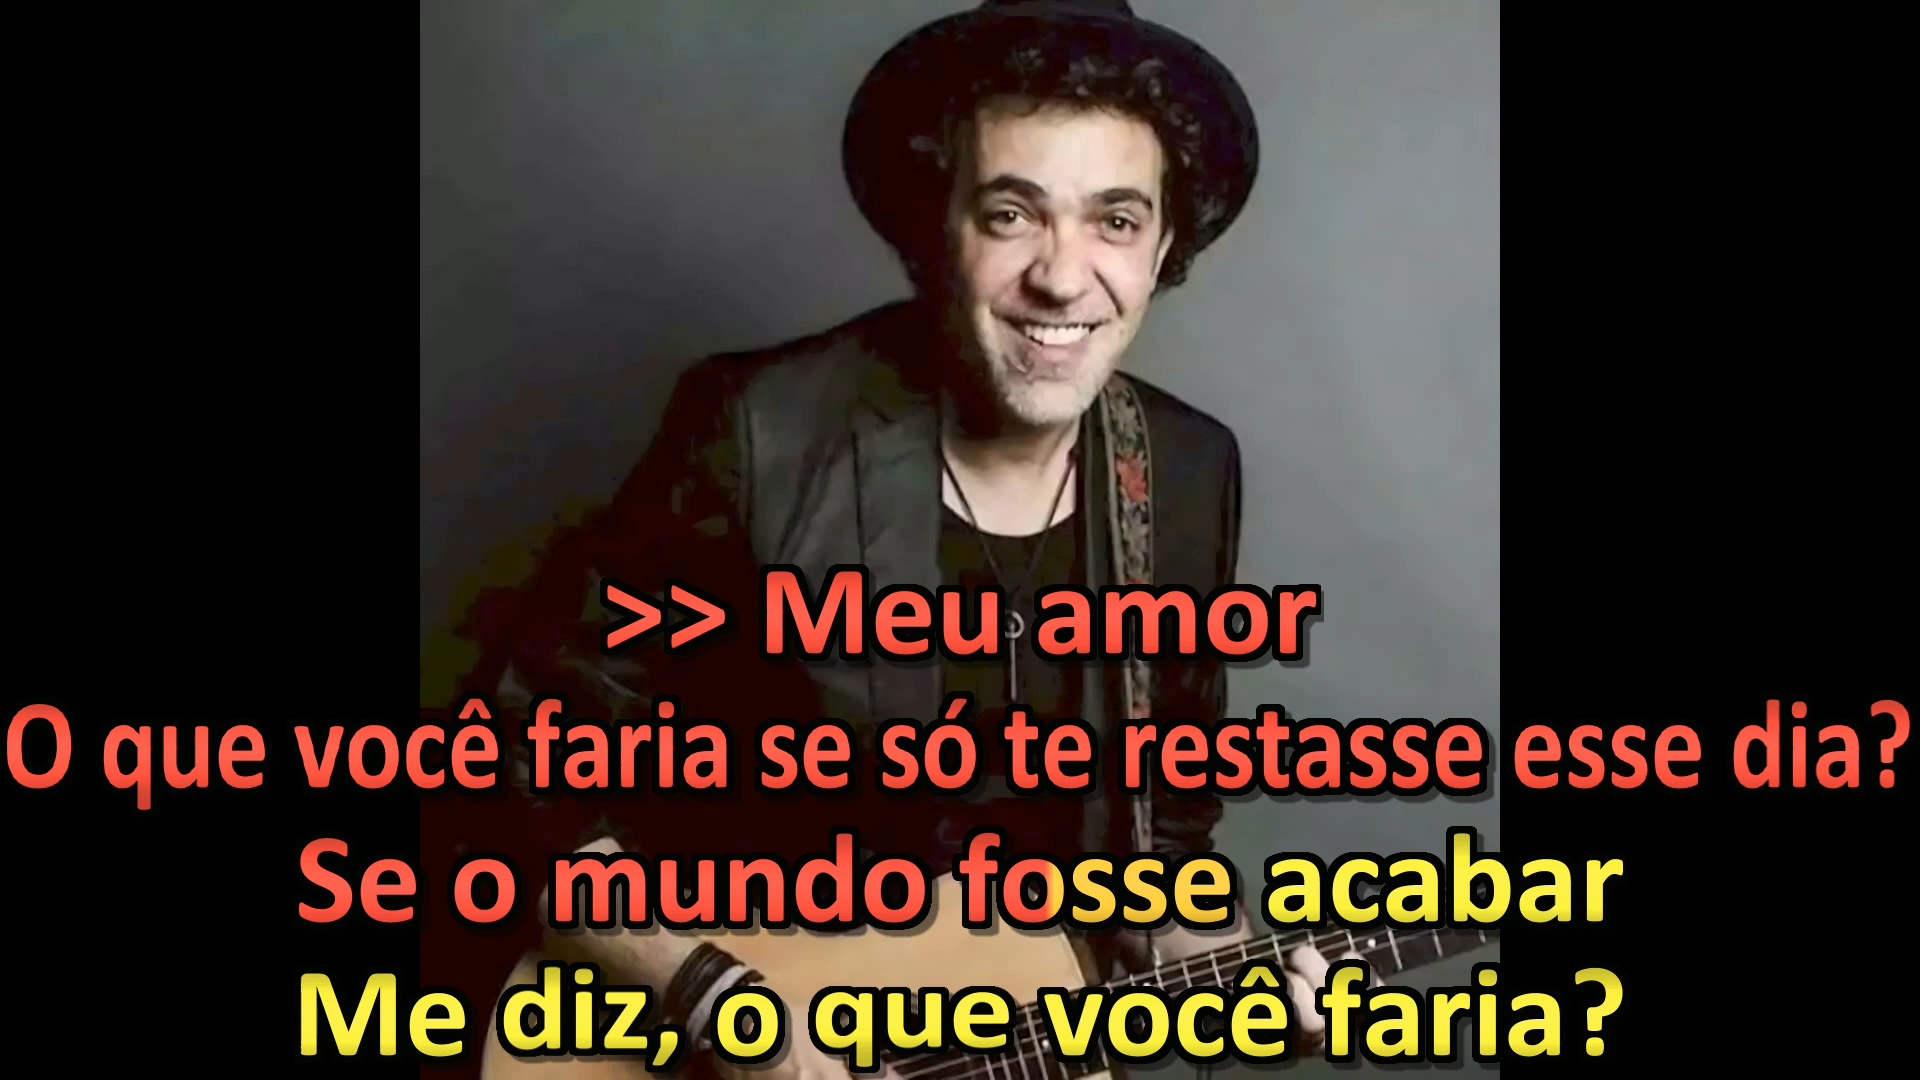 >> Meu amor
O que você faria se só te restasse esse dia?
Se o mundo fosse acabar
Me diz, o que você faria?